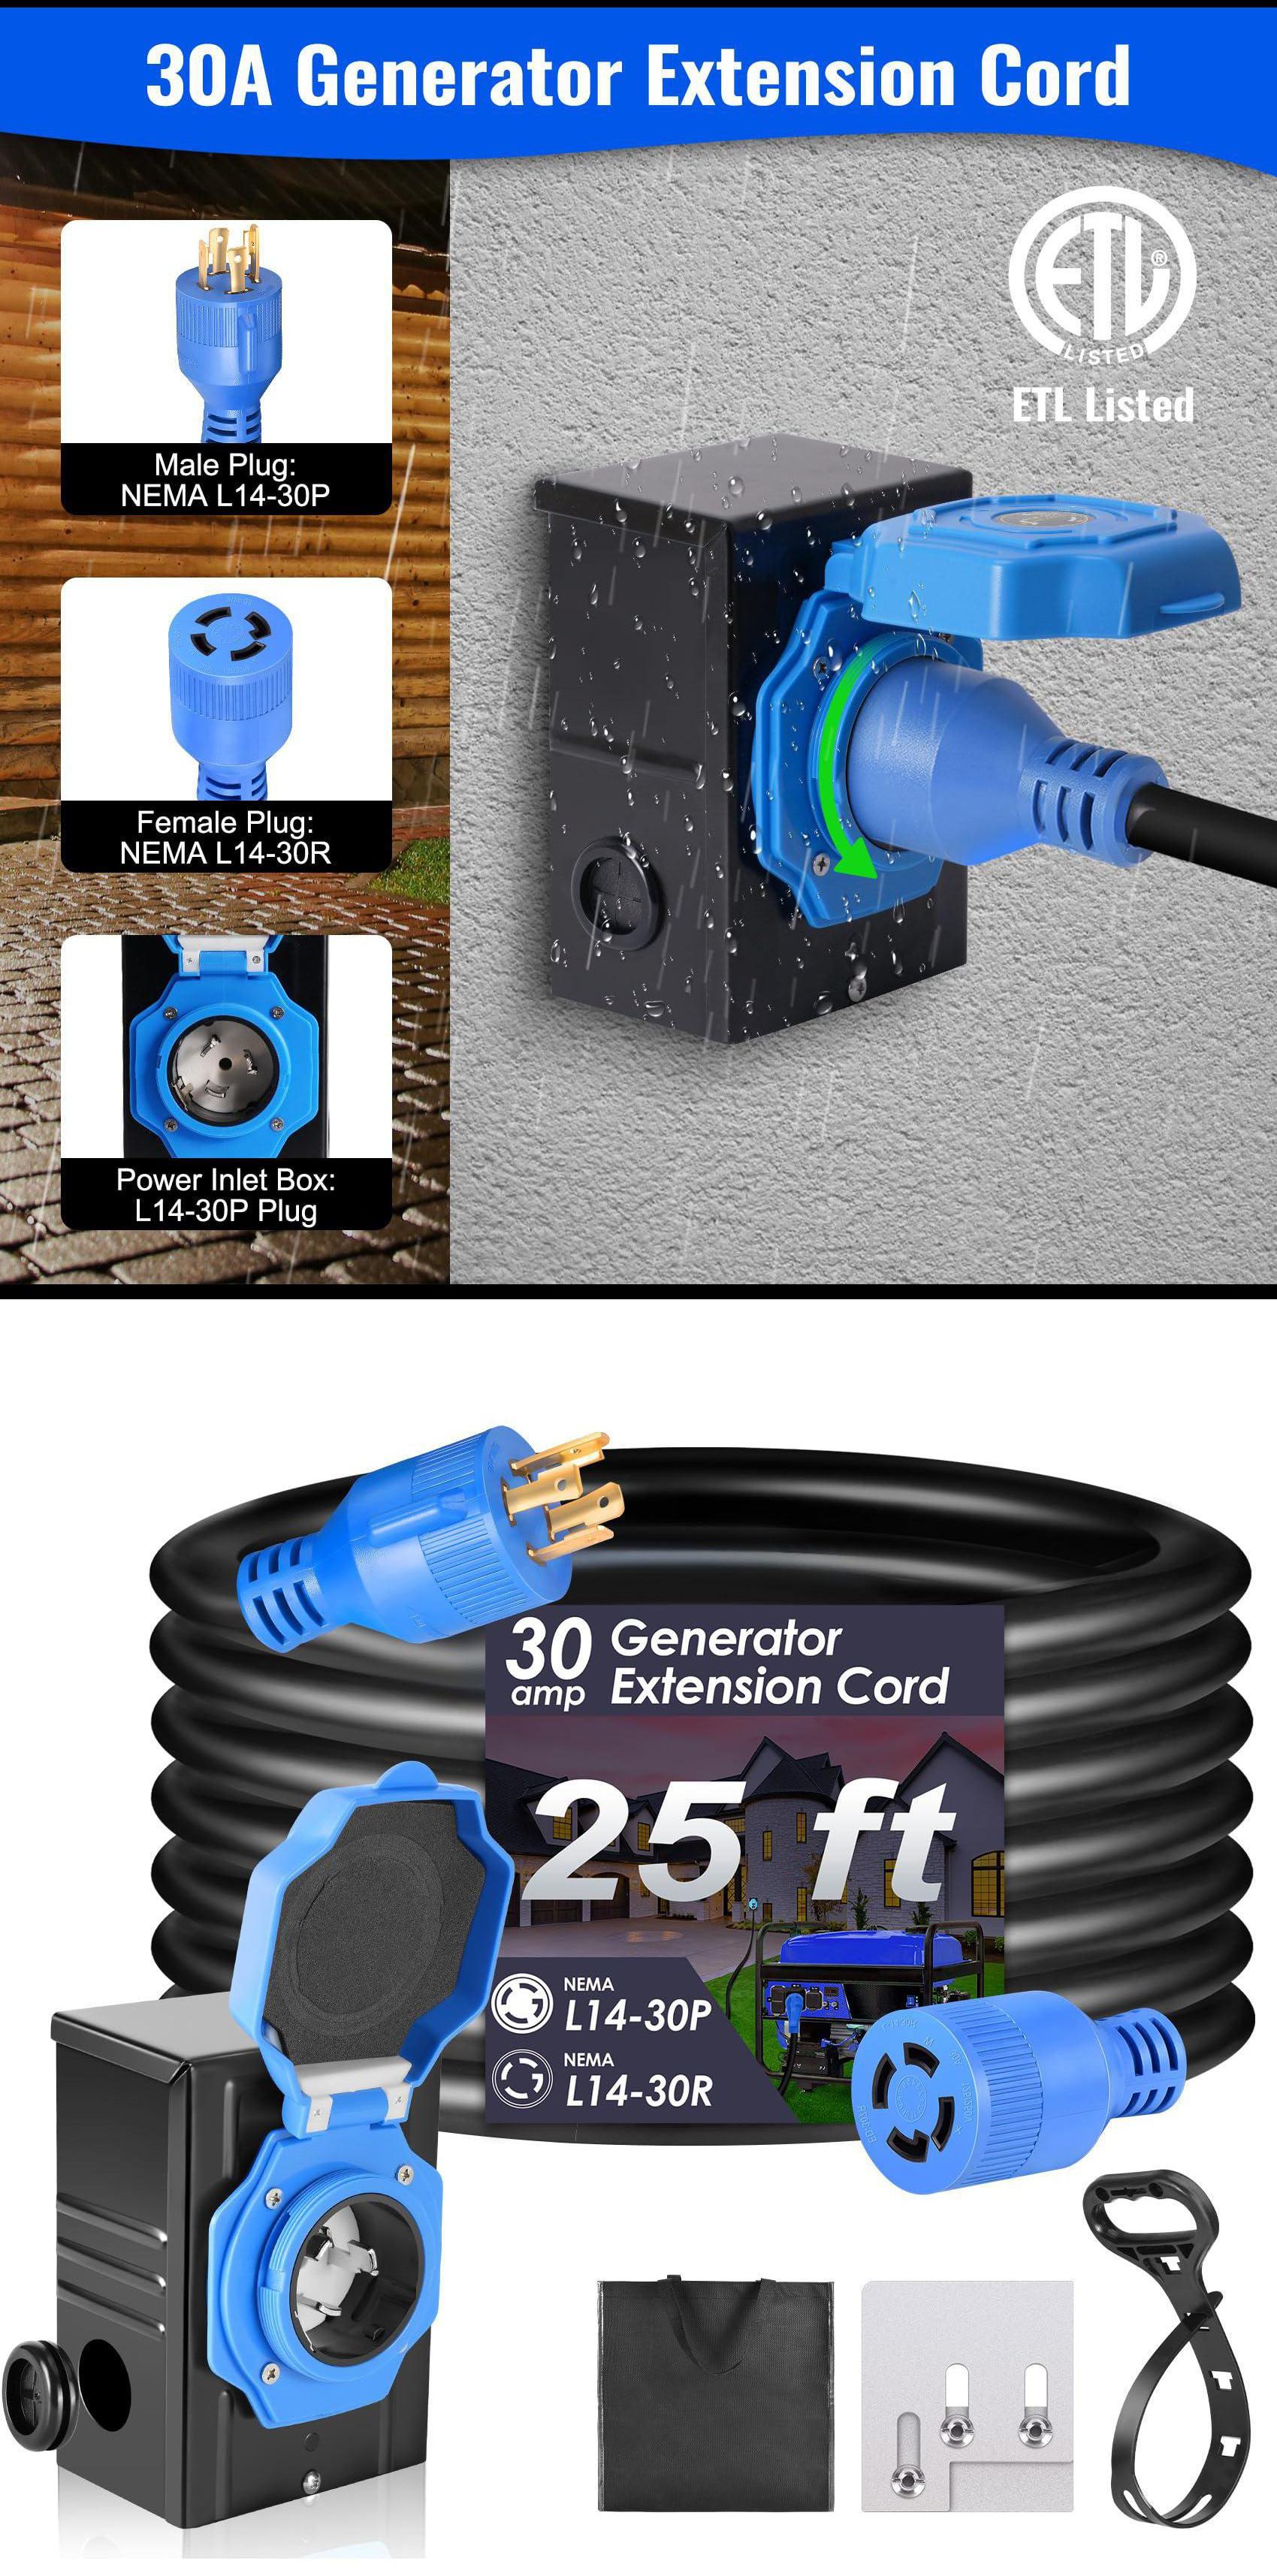 30A Generator Extension Cord
ETL®
LISTED
ETL Listed
Male Plug:
NEMA L14-30P
Female Plug:
NEMA L14-30R
Power Inlet Box:
L14-30P Plug
30
amp
Generator
Extension Cord
25 ft
NEMA
L14-30P
NEMA
L14-30R